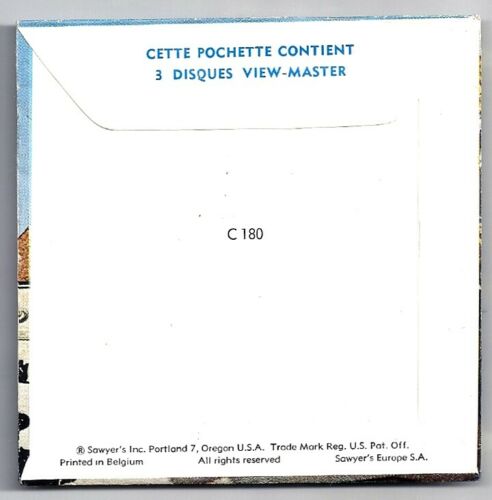 CETTE POCHETTE CONTIENT
3 DISQUES VIEW-MASTER
C 180
® Sawyer's Inc. Portland 7, Oregon U.S.A. Trade Mark Reg. U.S. Pat. Off.
Printed in Belgium All rights reserved Sawyer's Europe S.A.